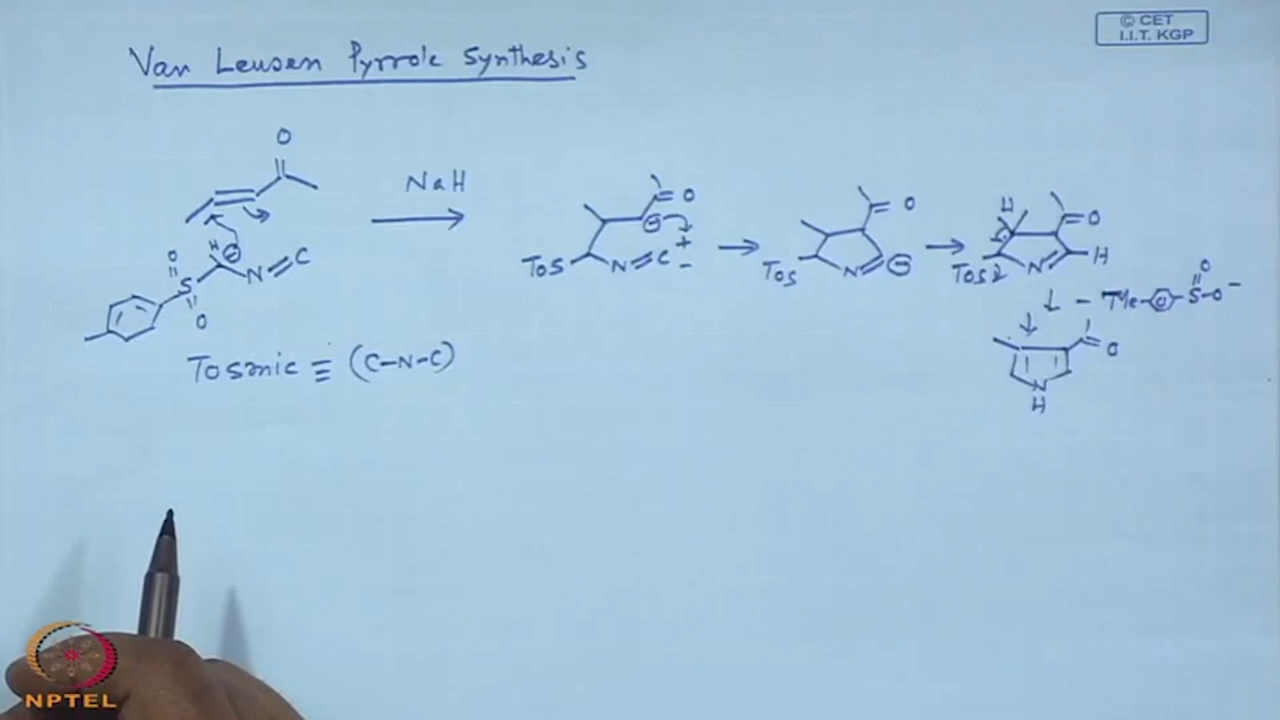 © CET
I.I.T. KGP
Van Leusen Pyrrole Synthesis
O
NaH
H
O
S
O
N
C
Tos
N
C
+
-
O
Tos
N
O
H
Tos
N
H
O
- Me
S
O
O-
O
N
H
Tosmic ≡ (C-N-C)
NPTEL